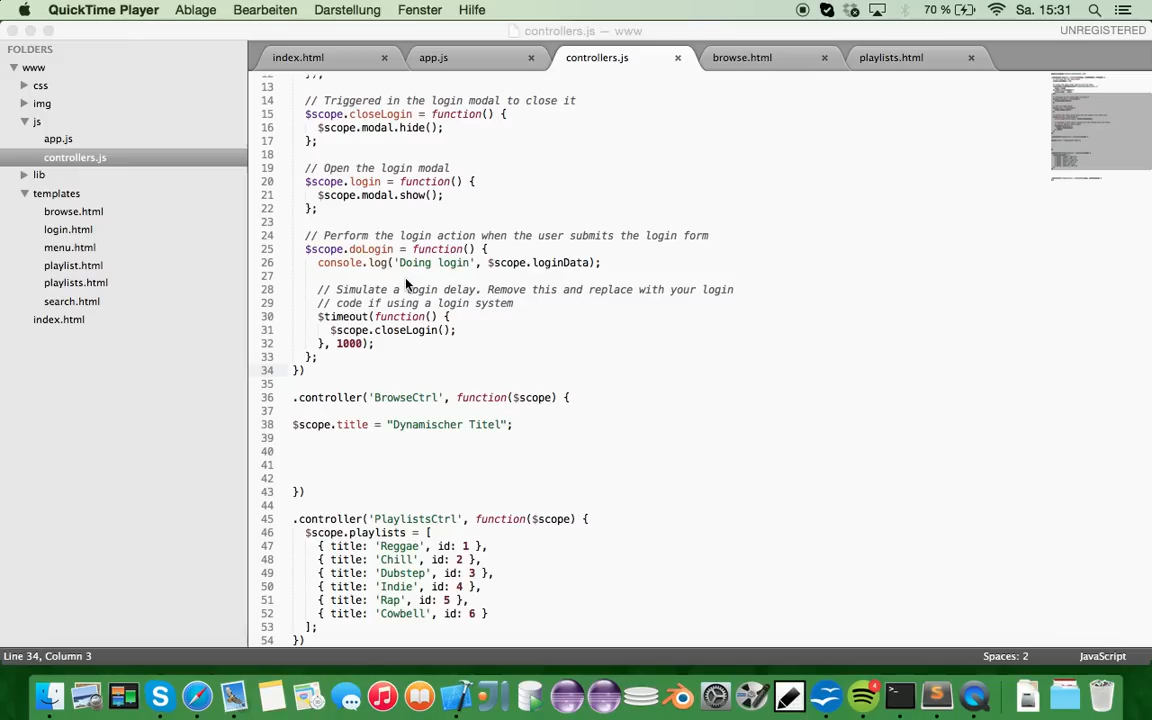 QuickTime Player Ablage Bearbeiten Darstellung Fenster Hilfe 70 % Sa. 15:31
controllers.js — www UNREGISTERED
FOLDERS
www
css
img
js
app.js
controllers.js
lib
templates
browse.html
login.html
menu.html
playlist.html
playlists.html
search.html
index.html
index.html × app.js × controllers.js × browse.html × playlists.html ×
13
14 // Triggered in the login modal to close it
15 $scope.closeLogin = function() {
16 $scope.modal.hide();
17 };
18
19 // Open the login modal
20 $scope.login = function() {
21 $scope.modal.show();
22 };
23
24 // Perform the login action when the user submits the login form
25 $scope.doLogin = function() {
26 console.log('Doing login', $scope.loginData);
27
28 // Simulate a login delay. Remove this and replace with your login
29 // code if using a login system
30 $timeout(function() {
31 $scope.closeLogin();
32 }, 1000);
33 };
34 })
35
36 .controller('BrowseCtrl', function($scope) {
37
38 $scope.title = "Dynamischer Titel";
39
40
41
42
43 })
44
45 .controller('PlaylistsCtrl', function($scope) {
46 $scope.playlists = [
47 { title: 'Reggae', id: 1 },
48 { title: 'Chill', id: 2 },
49 { title: 'Dubstep', id: 3 },
50 { title: 'Indie', id: 4 },
51 { title: 'Rap', id: 5 },
52 { title: 'Cowbell', id: 6 }
53 ];
54 })
Line 34, Column 3 Spaces: 2 JavaScript